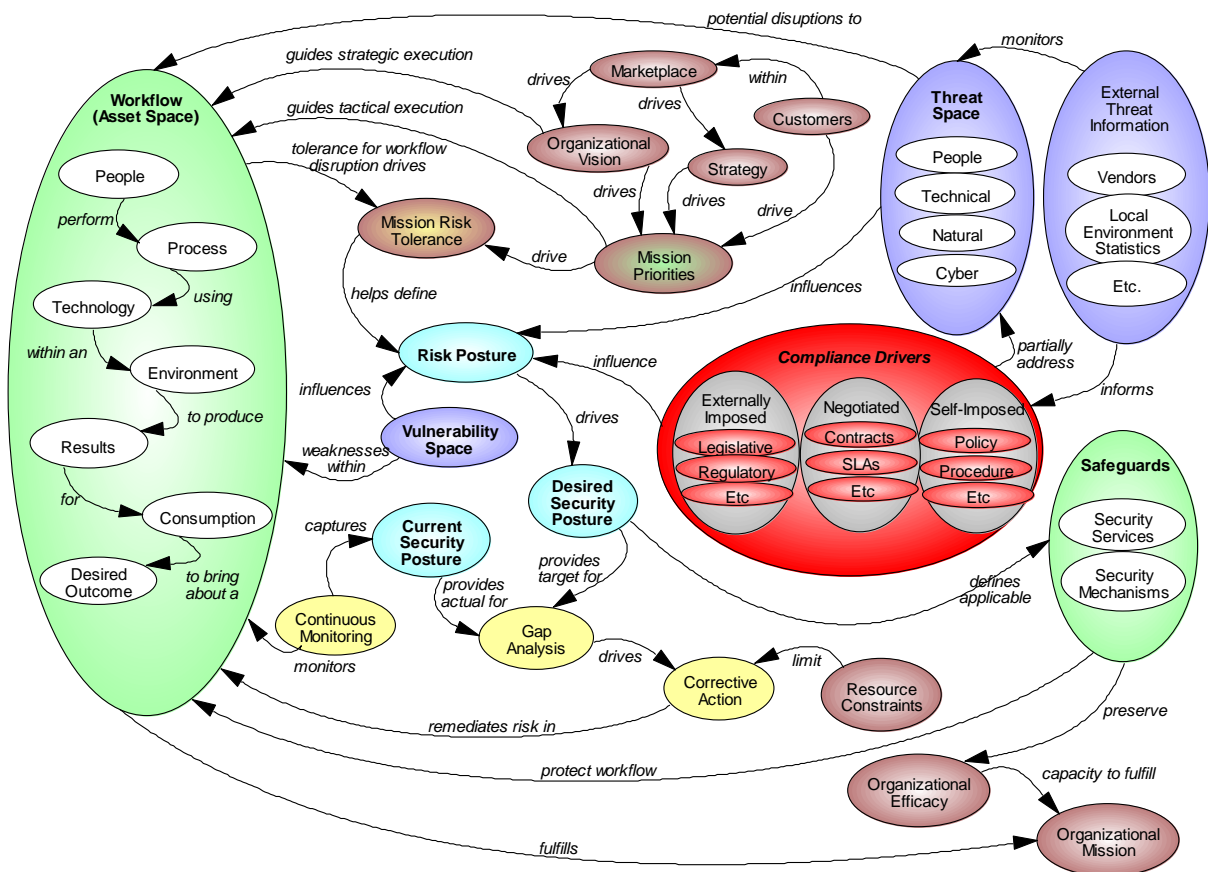 potential disuptions to
monitors
guides strategic execution
Marketplace
within
drives
drives
Workflow
(Asset Space)
guides tactical execution
Customers
Threat
Space
External
Threat
Information
Organizational
Vision
tolerance for workflow
disruption drives
Strategy
People
People
Vendors
drives
drives
drive
Technical
perform
Mission Risk
Tolerance
Local
Environment
Statistics
Process
Mission
Priorities
drive
Natural
Cyber
Etc.
using
Technology
helps define
influences
within an
Risk Posture
influence
Compliance Drivers
partially
address
Environment
influences
informs
to produce
drives
Externally
Imposed
Negotiated
Self-Imposed
Vulnerability
Space
Legislative
Contracts
Policy
Results
weaknesses
within
Regulatory
SLAs
Procedure
Safeguards
Etc
Etc
Etc
for
Desired
Security
Posture
Consumption
captures
Current
Security
Posture
Security
Services
Desired
Outcome
to bring
about a
provides
target for
Security
Mechanisms
provides
actual for
defines
applicable
Continuous
Monitoring
Gap
Analysis
monitors
drives
limit
Corrective
Action
Resource
Constraints
remediates risk in
preserve
protect workflow
Organizational
Efficacy
capacity to fulfill
Organizational
Mission
fulfills